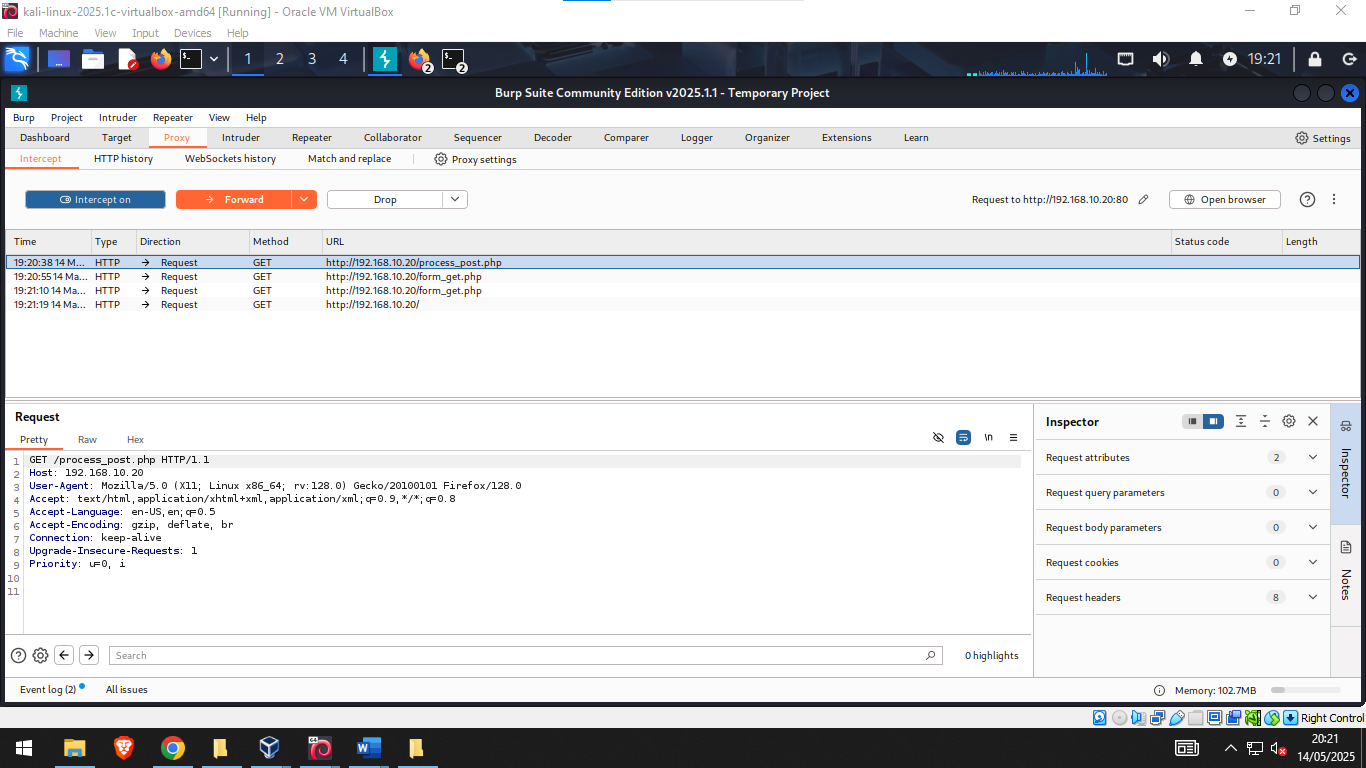 kali-linux-2025.1c-virtualbox-amd64 [Running] - Oracle VM VirtualBox
File Machine View Input Devices Help
1 2 3 4 2 2 19:21
Burp Suite Community Edition v2025.1.1 - Temporary Project
Burp Project Intruder Repeater View Help
Dashboard Target Proxy Intruder Repeater Collaborator Sequencer Decoder Comparer Logger Organizer Extensions Learn Settings
Intercept HTTP history WebSockets history Match and replace Proxy settings
Intercept on Forward Drop Request to http://192.168.10.20:80 Open browser
Time Type Direction Method URL Status code Length
19:20:38 14 M... HTTP → Request GET http://192.168.10.20/process_post.php
19:20:55 14 Ma... HTTP → Request GET http://192.168.10.20/form_get.php
19:21:10 14 Ma... HTTP → Request GET http://192.168.10.20/form_get.php
19:21:19 14 Ma... HTTP → Request GET http://192.168.10.20/
Request
Pretty Raw Hex \n
1 GET /process_post.php HTTP/1.1
2 Host: 192.168.10.20
3 User-Agent: Mozilla/5.0 (X11; Linux x86_64; rv:128.0) Gecko/20100101 Firefox/128.0
4 Accept: text/html,application/xhtml+xml,application/xml;q=0.9,*/*;q=0.8
5 Accept-Language: en-US,en;q=0.5
6 Accept-Encoding: gzip, deflate, br
7 Connection: keep-alive
8 Upgrade-Insecure-Requests: 1
9 Priority: u=0, i
10
11
Search 0 highlights
Inspector
Request attributes 2
Request query parameters 0
Request body parameters 0
Request cookies 0
Request headers 8
Inspector
Notes
Event log (2) All issues Memory: 102.7MB
Right Control
20:21
14/05/2025